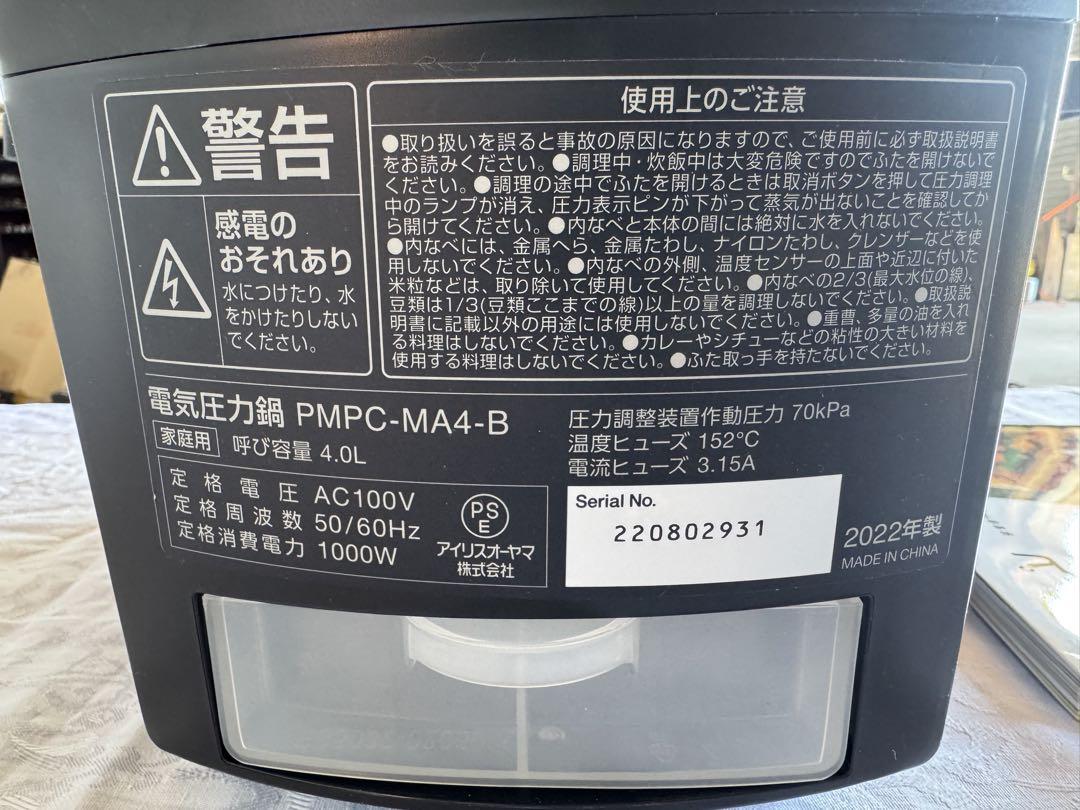 警告
感電の
おそれあり
水につけたり、水
をかけたりしない
でください。
使用上のご注意
●取り扱いを誤ると事故の原因になりますので、ご使用前に必ず取扱説明書
をお読みください。●調理中・炊飯中は大変危険ですのでふたを開けないで
ください。●調理の途中でふたを開けるときは取消ボタンを押して圧力調理
中のランプが消え、圧力表示ピンが下がって蒸気が出ないことを確認してか
ら開けてください。●内なべと本体の間には絶対に水を入れないでください。
●内なべには、金属へら、金属たわし、ナイロンたわし、クレンザーなどを使
用しないでください。●内なべの外側、温度センサーの上面や近辺に付いた
米粒などは、取り除いて使用してください。●内なべの2/3(最大水位の線)、
豆類は1/3(豆類ここまでの線)以上の量を調理しないでください。●取扱説
明書に記載以外の用途には使用しないでください。●重曹、多量の油を入れ
る料理はしないでください。●カレーやシチューなどの粘性の大きい材料を
使用する料理はしないでください。●ふた取っ手を持たないでください。
電気圧力鍋 PMPC-MA4-B
家庭用 呼び容量 4.0L
定格電圧 AC100V
定格周波数 50/60Hz
定格消費電力 1000W
PS
E
アイリスオーヤマ
株式会社
圧力調整装置作動圧力 70kPa
温度ヒューズ 152℃
電流ヒューズ 3.15A
Serial No.
220802931
2022年製
MADE IN CHINA